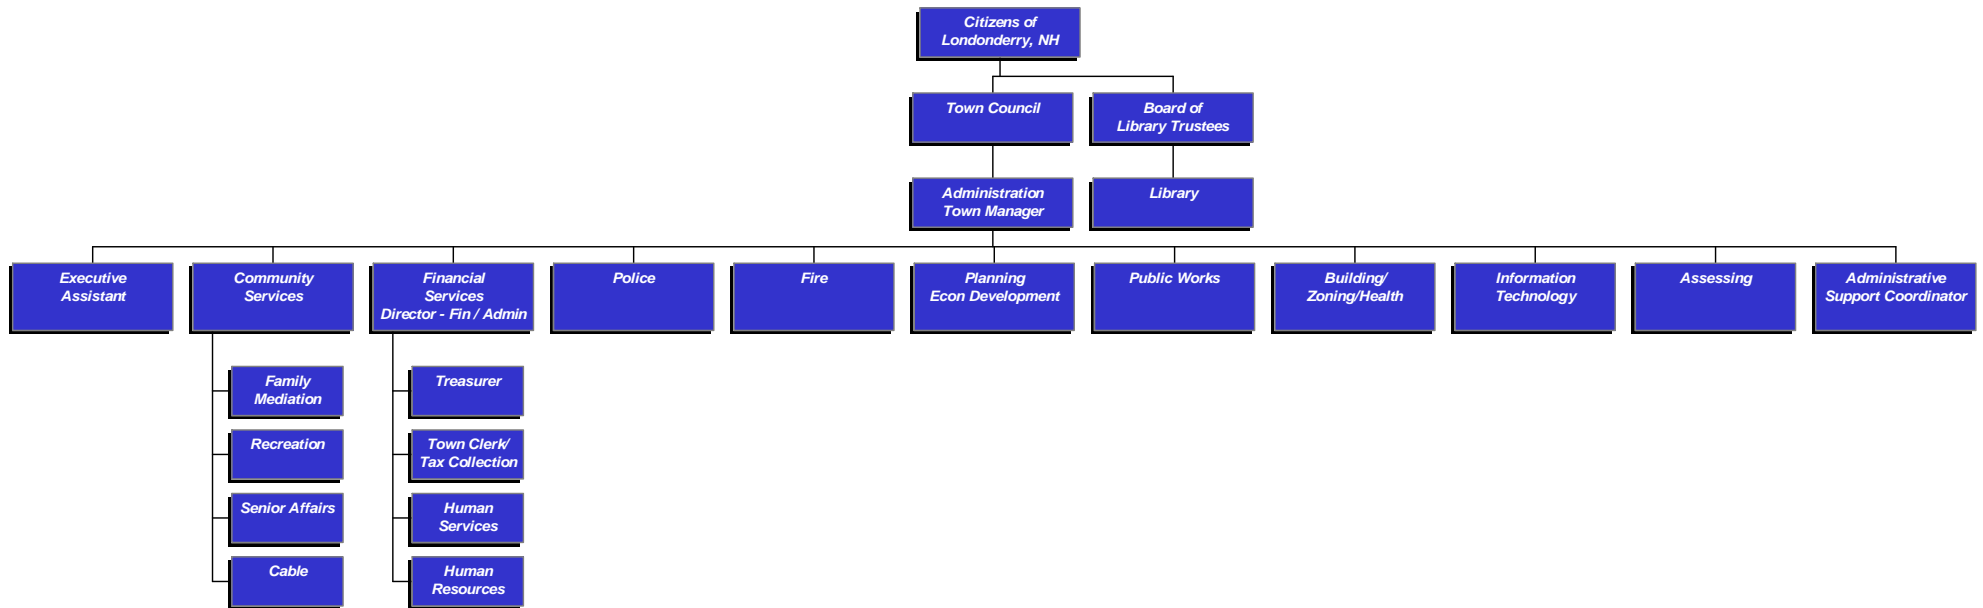 Citizens of
Londonderry, NH
Town Council
Board of
Library Trustees
Administration
Town Manager
Library
Executive
Assistant
Community
Services
Financial
Services
Director - Fin / Admin
Police
Fire
Planning
Econ Development
Public Works
Building/
Zoning/Health
Information
Technology
Assessing
Administrative
Support Coordinator
Family
Mediation
Recreation
Senior Affairs
Cable
Treasurer
Town Clerk/
Tax Collection
Human
Services
Human
Resources